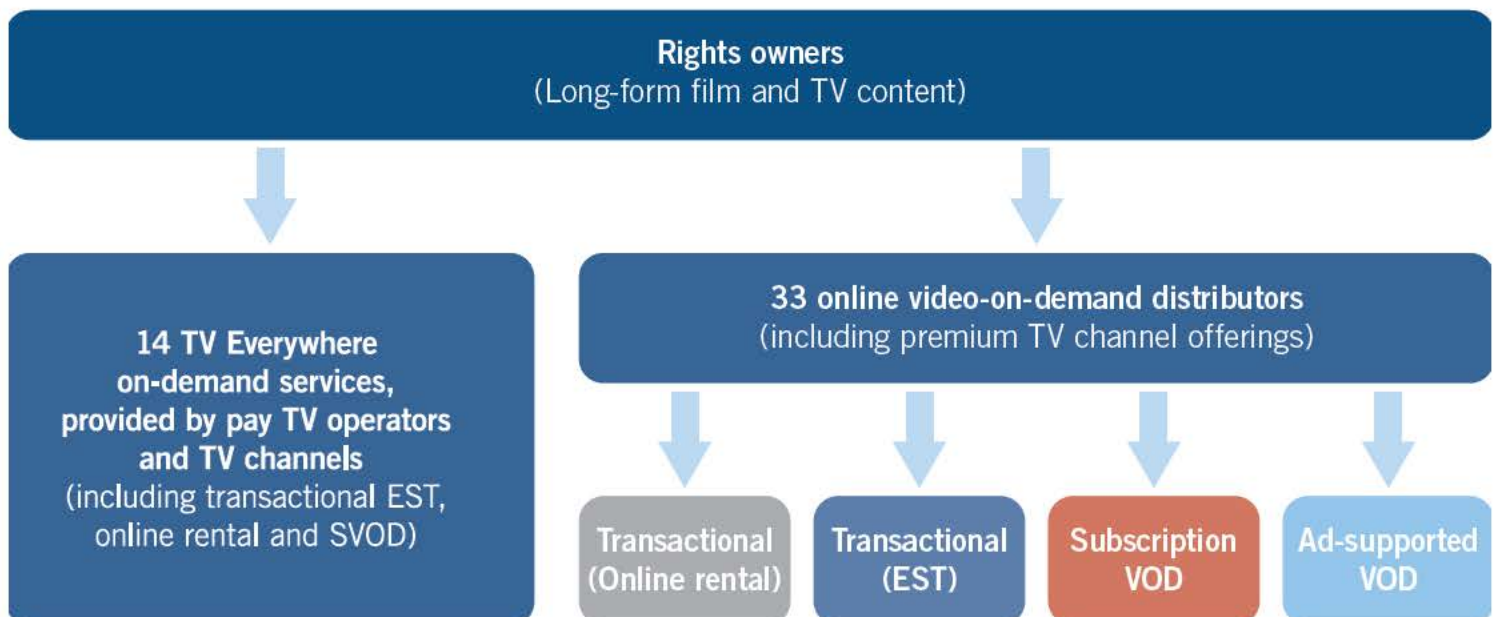 Rights owners
(Long-form film and TV content)
14 TV Everywhere
on-demand services,
provided by pay TV operators
and TV channels
(including transactional EST,
online rental and SVOD)
33 online video-on-demand distributors
(including premium TV channel offerings)
Transactional
(Online rental)
Transactional
(EST)
Subscription
VOD
Ad-supported
VOD